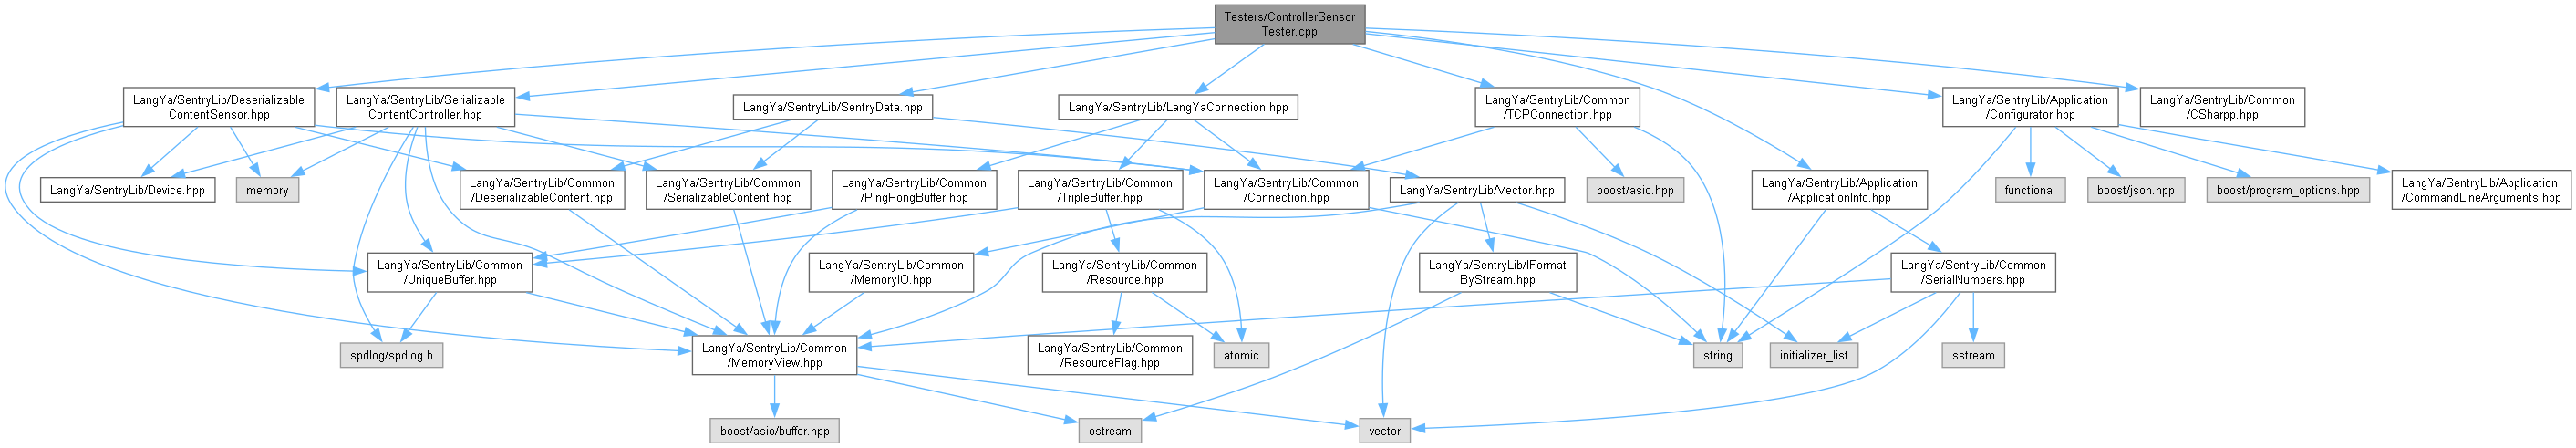 Testers/ControllerSensor
Tester.cpp
LangYa/SentryLib/Deserializable
ContentSensor.hpp
LangYa/SentryLib/Serializable
ContentController.hpp
LangYa/SentryLib/SentryData.hpp
LangYa/SentryLib/LangYaConnection.hpp
LangYa/SentryLib/Common
/TCPConnection.hpp
LangYa/SentryLib/Application
/Configurator.hpp
LangYa/SentryLib/Common
/CSharpp.hpp
LangYa/SentryLib/Device.hpp
memory
LangYa/SentryLib/Common
/DeserializableContent.hpp
LangYa/SentryLib/Common
/SerializableContent.hpp
LangYa/SentryLib/Common
/PingPongBuffer.hpp
LangYa/SentryLib/Common
/TripleBuffer.hpp
LangYa/SentryLib/Common
/Connection.hpp
LangYa/SentryLib/Vector.hpp
boost/asio.hpp
LangYa/SentryLib/Application
/ApplicationInfo.hpp
functional
boost/json.hpp
boost/program_options.hpp
LangYa/SentryLib/Application
/CommandLineArguments.hpp
LangYa/SentryLib/Common
/UniqueBuffer.hpp
LangYa/SentryLib/Common
/MemoryIO.hpp
LangYa/SentryLib/Common
/Resource.hpp
LangYa/SentryLib/IFormat
ByStream.hpp
LangYa/SentryLib/Common
/SerialNumbers.hpp
spdlog/spdlog.h
LangYa/SentryLib/Common
/MemoryView.hpp
LangYa/SentryLib/Common
/ResourceFlag.hpp
atomic
string
initializer_list
sstream
boost/asio/buffer.hpp
ostream
vector